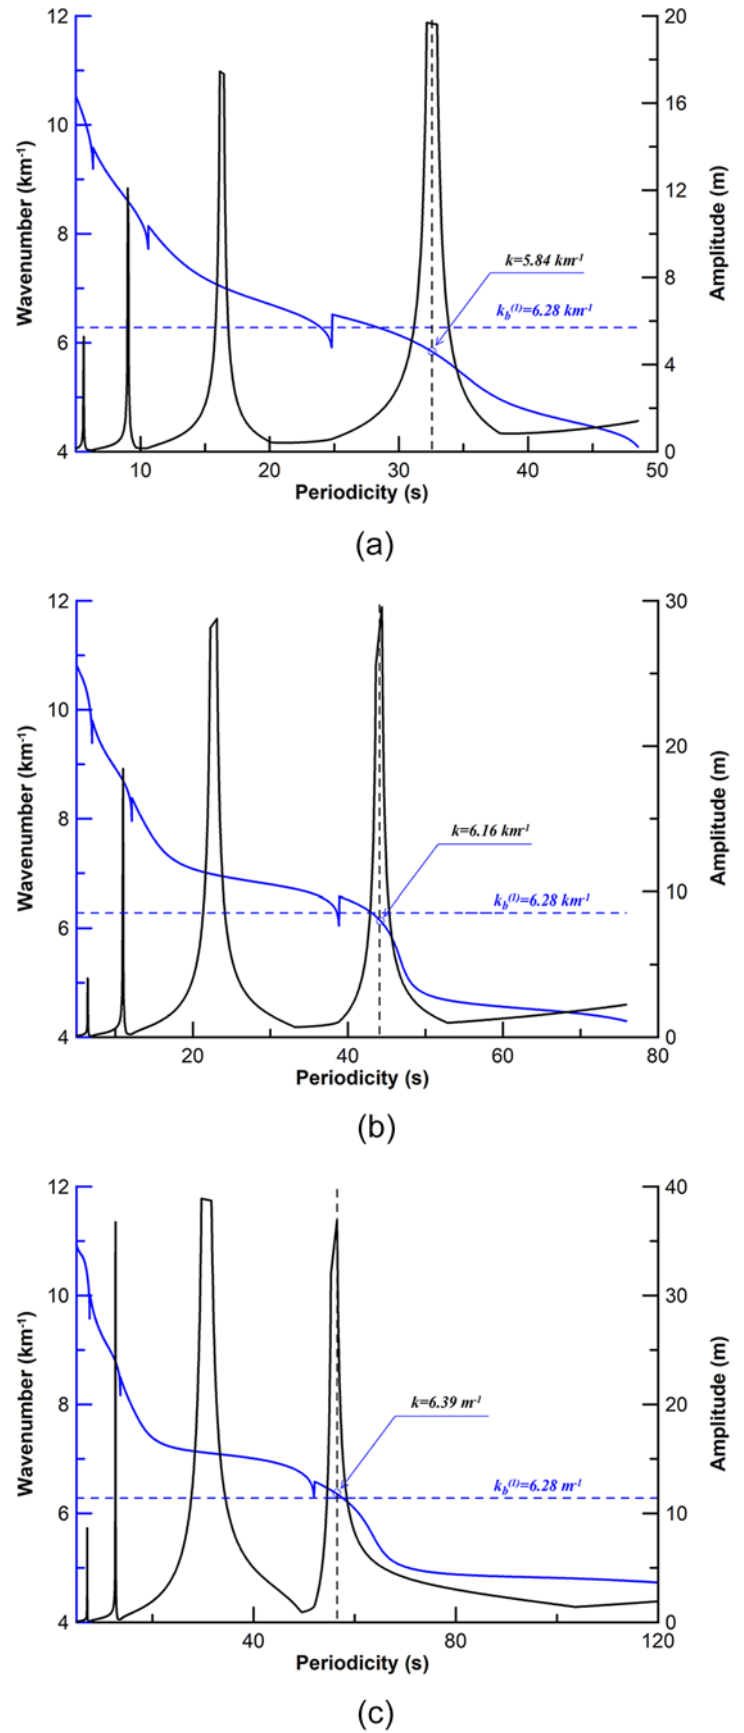 12
10
8
6
4
Wavenumber (km⁻¹)
20
16
12
8
4
0
Amplitude (m)
k=5.84 km⁻¹
k_b⁽¹⁾=6.28 km⁻¹
10 20 30 40 50
Periodicity (s)
(a)
12
10
8
6
4
Wavenumber (km⁻¹)
30
20
10
0
Amplitude (m)
k=6.16 km⁻¹
k_b⁽¹⁾=6.28 km⁻¹
20 40 60 80
Periodicity (s)
(b)
12
10
8
6
4
Wavenumber (km⁻¹)
40
30
20
10
0
Amplitude (m)
k=6.39 m⁻¹
k_b⁽¹⁾=6.28 m⁻¹
40 80 120
Periodicity (s)
(c)